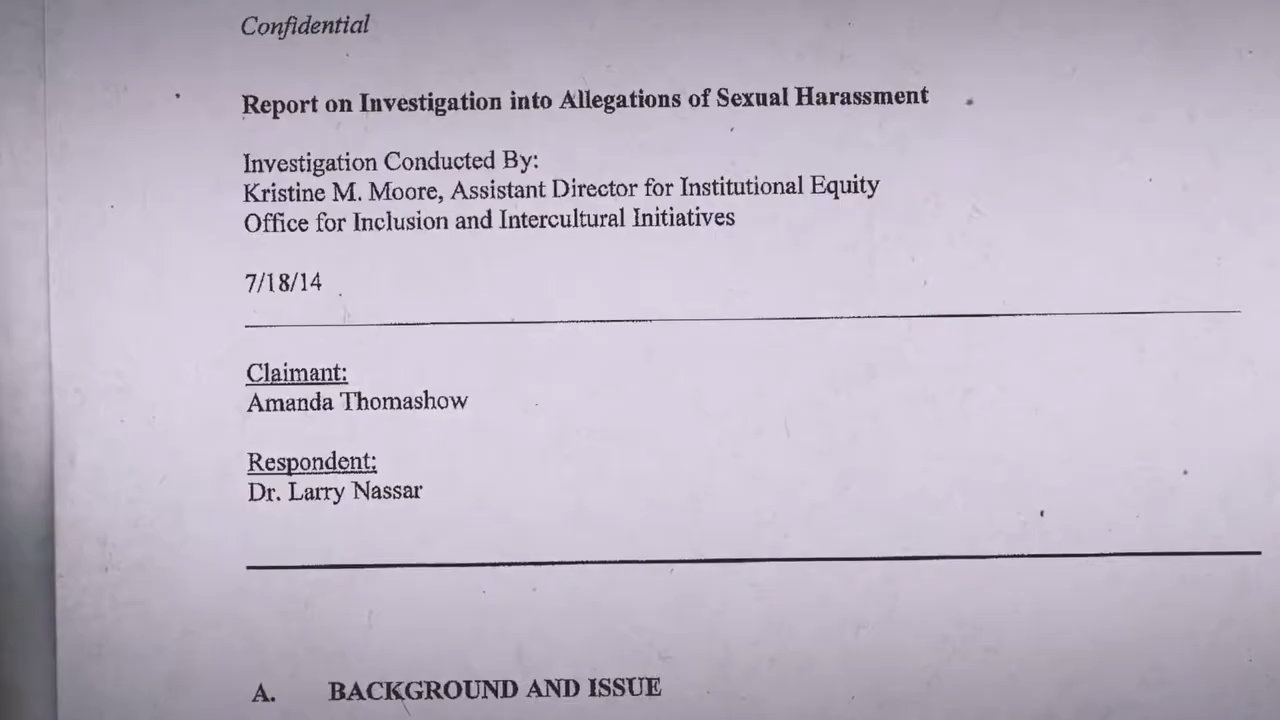 Confidential
Report on Investigation into Allegations of Sexual Harassment
Investigation Conducted By:
Kristine M. Moore, Assistant Director for Institutional Equity
Office for Inclusion and Intercultural Initiatives
7/18/14
Claimant:
Amanda Thomashow
Respondent:
Dr. Larry Nassar
A. BACKGROUND AND ISSUE